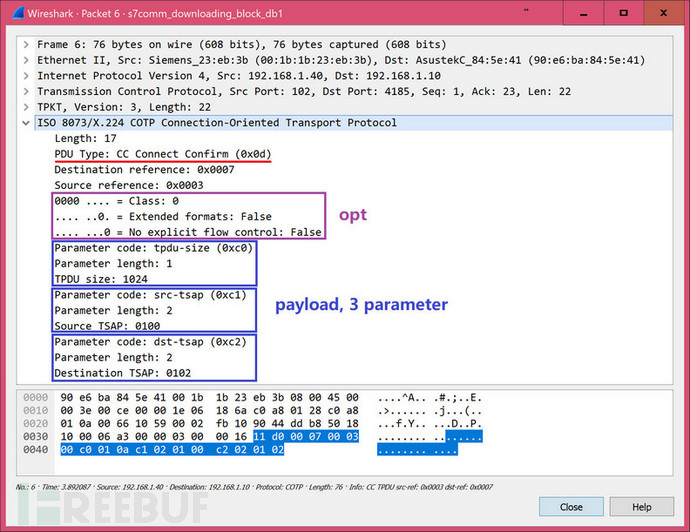 Wireshark · Packet 6 · s7comm_downloading_block_db1
Frame 6: 76 bytes on wire (608 bits), 76 bytes captured (608 bits)
Ethernet II, Src: Siemens_23:eb:3b (00:1b:1b:23:eb:3b), Dst: AsustekC_84:5e:41 (90:e6:ba:84:5e:41)
Internet Protocol Version 4, Src: 192.168.1.40, Dst: 192.168.1.10
Transmission Control Protocol, Src Port: 102, Dst Port: 4185, Seq: 1, Ack: 23, Len: 22
TPKT, Version: 3, Length: 22
ISO 8073/X.224 COTP Connection-Oriented Transport Protocol
Length: 17
PDU Type: CC Connect Confirm (0x0d)
Destination reference: 0x0007
Source reference: 0x0003
0000 .... = Class: 0
.... ..0. = Extended formats: False
.... ...0 = No explicit flow control: False
opt
Parameter code: tpdu-size (0xc0)
Parameter length: 1
TPDU size: 1024
Parameter code: src-tsap (0xc1)
Parameter length: 2
Source TSAP: 0100
payload, 3 parameter
Parameter code: dst-tsap (0xc2)
Parameter length: 2
Destination TSAP: 0102
0000 90 e6 ba 84 5e 41 00 1b 1b 23 eb 3b 08 00 45 00 ....^A.. .#.;..E.
0010 00 3e 00 ce 00 00 1e 06 18 6a c0 a8 01 28 c0 a8 .>...... .j...(..
0020 01 0a 00 66 10 59 00 02 fb 10 90 44 dd b8 50 18 ...f.Y.. ...D..P.
0030 10 00 06 a3 00 00 03 00 00 16 11 d0 00 07 00 03 ........ ........
0040 00 c0 01 0a c1 02 01 00 c2 02 01 02 ........ ....
No.: 6 · Time: 3.892087 · Source: 192.168.1.40 · Destination: 192.168.1.10 · Protocol: COTP · Length: 76 · Info: CC TPDU src-ref: 0x0003 dst-ref: 0x0007
Close Help
FREEBUF